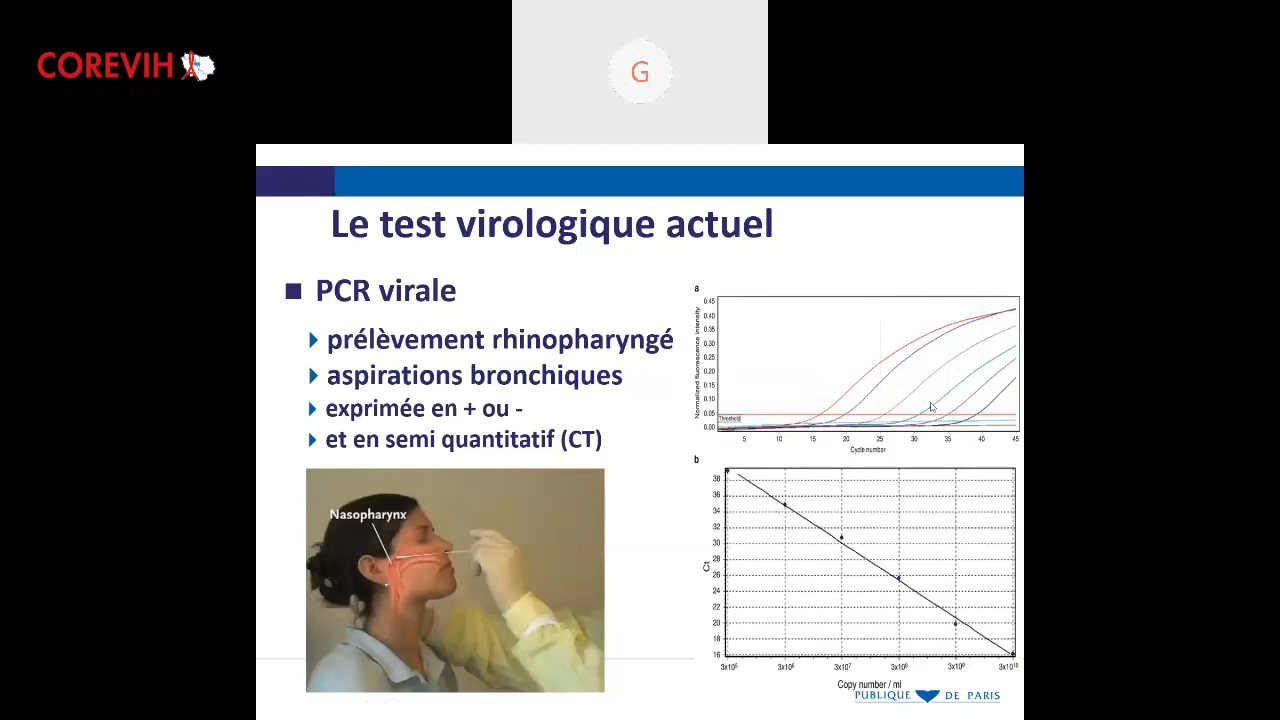 COREVIH
G
Le test virologique actuel
PCR virale
prélèvement rhinopharyngé
aspirations bronchiques
exprimée en + ou -
et en semi quantitatif (CT)
Nasopharynx
a
Normalized fluorescence intensity
0.45
0.40
0.35
0.30
0.25
0.20
0.15
0.10
0.05
0.00
Threshold
5 10 15 20 25 30 35 40 45
Cycle number
b
Ct
38
36
34
32
30
28
26
24
22
20
18
16
3x10⁵ 3x10⁶ 3x10⁷ 3x10⁸ 3x10⁹ 3x10¹⁰
Copy number / ml
PUBLIQUE DE PARIS